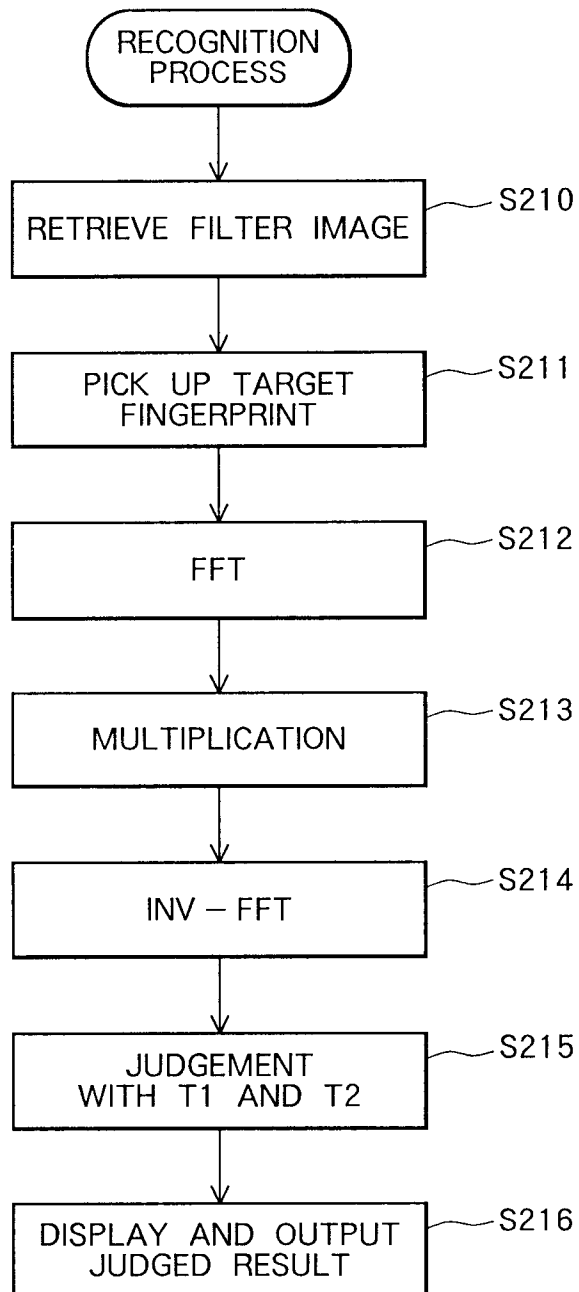 RECOGNITION
PROCESS
RETRIEVE FILTER IMAGE
S210
PICK UP TARGET
FINGERPRINT
S211
FFT
S212
MULTIPLICATION
S213
INV – FFT
S214
JUDGEMENT
WITH T1 AND T2
S215
DISPLAY AND OUTPUT
JUDGED RESULT
S216